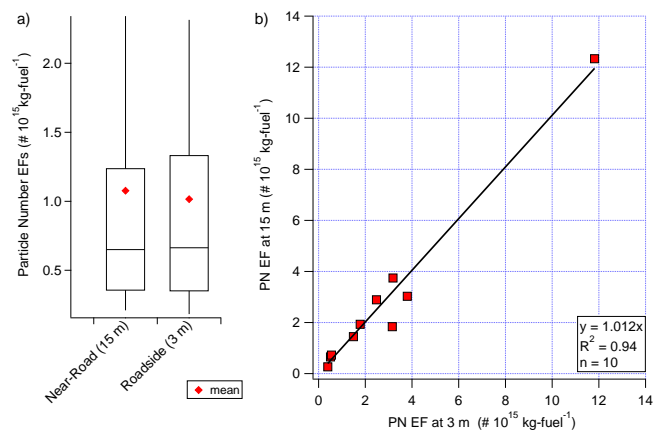 a)
Particle Number EFs (# 10^15 kg-fuel^-1)
2.0
1.5
1.0
0.5
Near-Road (15 m)
Roadside (3 m)
mean
b)
PN EF at 15 m (# 10^15 kg-fuel^-1)
14
12
10
8
6
4
2
0
y = 1.012x
R^2 = 0.94
n = 10
0 2 4 6 8 10 12 14
PN EF at 3 m (# 10^15 kg-fuel^-1)